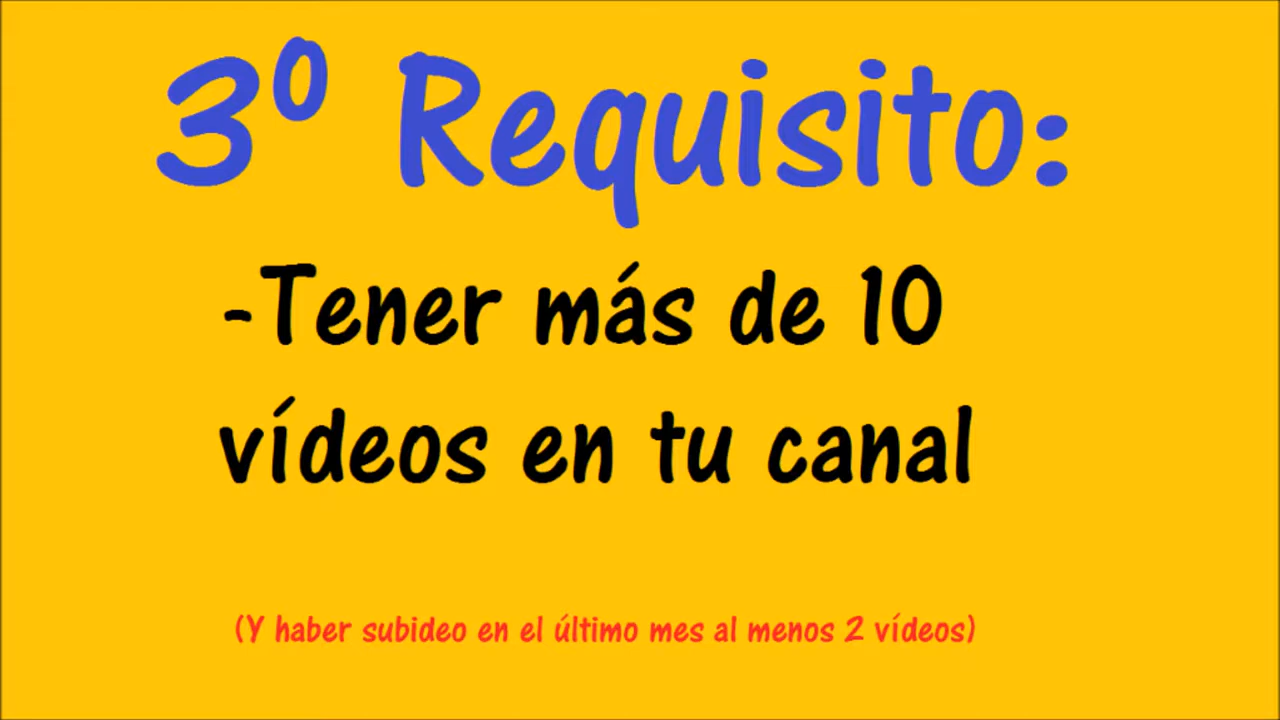 3º Requisito:
-Tener más de 10
vídeos en tu canal
(Y haber subideo en el último mes al menos 2 vídeos)